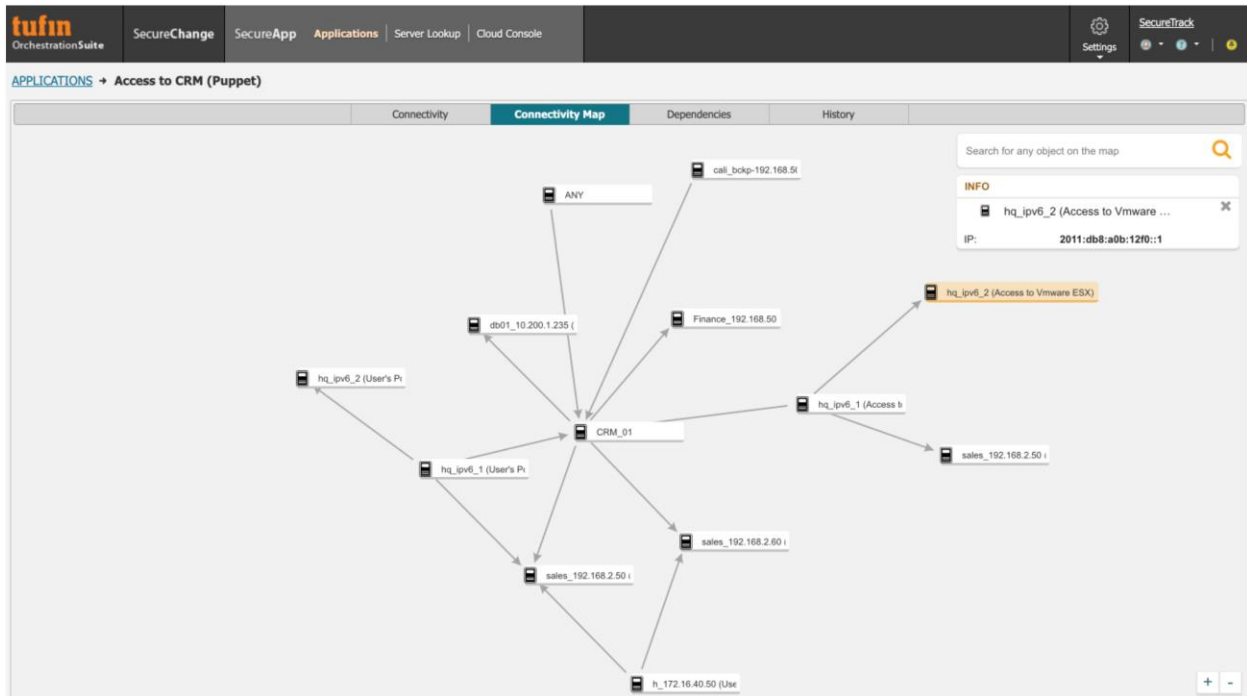 tufin
OrchestrationSuite
SecureChange
SecureApp Applications Server Lookup Cloud Console
Settings
SecureTrack
APPLICATIONS → Access to CRM (Puppet)
Connectivity Connectivity Map Dependencies History
Search for any object on the map
INFO
hq_ipv6_2 (Access to Vmware ...
IP: 2011:db8:a0b:12f0::1
cali_bckp-192.168.5(
ANY
hq_ipv6_2 (Access to Vmware ESX)
db01_10.200.1.235 (
Finance_192.168.50
hq_ipv6_2 (User's P
hq_ipv6_1 (Access t
CRM_01
sales_192.168.2.50
hq_ipv6_1 (User's P
sales_192.168.2.60
sales_192.168.2.50
h_172.16.40.50 (Use
+ -